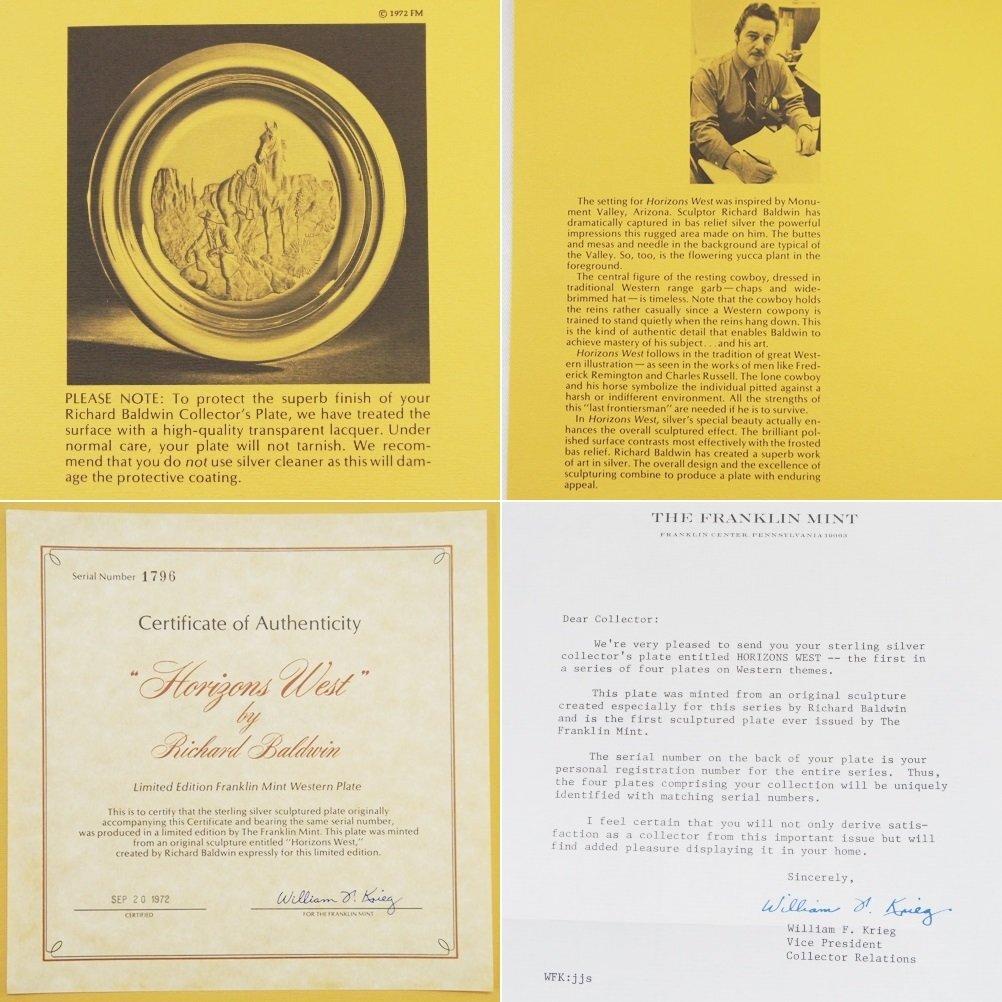 © 1972 FM
PLEASE NOTE: To protect the superb finish of your
Richard Baldwin Collector's Plate, we have treated the
surface with a high-quality transparent lacquer. Under
normal care, your plate will not tarnish. We recom-
mend that you do not use silver cleaner as this will dam-
age the protective coating.
The setting for Horizons West was inspired by Monu-
ment Valley, Arizona. Sculptor Richard Baldwin has
dramatically captured in bas relief silver the powerful
impressions this rugged area made on him. The buttes
and mesas and needle in the background are typical of
the Valley. So, too, is the flowering yucca plant in the
foreground.
The central figure of the resting cowboy, dressed in
traditional Western range garb—chaps and wide-
brimmed hat—is timeless. Note that the cowboy holds
the reins rather casually since a Western cowpony is
trained to stand quietly when the reins hang down. This
is the kind of authentic detail that enables Baldwin to
achieve mastery of his subject...and his art.
Horizons West follows in the tradition of great West-
ern illustration—as seen in the works of men like Fred-
erick Remington and Charles Russell. The lone cowboy
and his horse symbolize the individual pitted against a
harsh or indifferent environment. All the strengths of
this "last frontiersman" are needed if he is to survive.
In Horizons West, silver's special beauty actually en-
hances the overall sculptured effect. The brilliant pol-
ished surface contrasts most effectively with the frosted
bas relief. Richard Baldwin has created a superb work
of art in silver. The overall design and the excellence of
sculpturing combine to produce a plate with enduring
appeal.
Serial Number 1796
Certificate of Authenticity
"Horizons West"
by
Richard Baldwin
Limited Edition Franklin Mint Western Plate
This is to certify that the sterling silver sculptured plate originally
accompanying this Certificate and bearing the same serial number,
was produced in a limited edition by The Franklin Mint. This plate was minted
from an original sculpture entitled "Horizons West,"
created by Richard Baldwin expressly for this limited edition.
SEP 20 1972
CERTIFIED
William F. Krieg
FOR THE FRANKLIN MINT
THE FRANKLIN MINT
FRANKLIN CENTER, PENNSYLVANIA 19063
Dear Collector:
We're very pleased to send you your sterling silver
collector's plate entitled HORIZONS WEST -- the first in
a series of four plates on Western themes.
This plate was minted from an original sculpture
created especially for this series by Richard Baldwin
and is the first sculptured plate ever issued by The
Franklin Mint.
The serial number on the back of your plate is your
personal registration number for the entire series. Thus,
the four plates comprising your collection will be uniquely
identified with matching serial numbers.
I feel certain that you will not only derive satis-
faction as a collector from this important issue but will
find added pleasure displaying it in your home.
Sincerely,
William F. Krieg
William F. Krieg
Vice President
Collector Relations
WFK:jjs